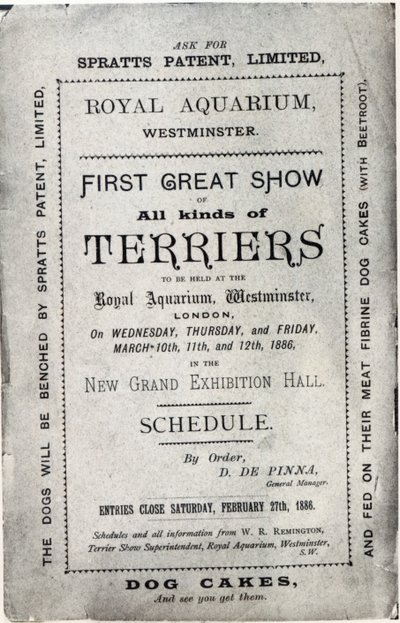 ASK FOR
SPRATTS PATENT, LIMITED,
THE DOGS WILL BE BENCHED BY SPRATTS PATENT, LIMITED,
AND FED ON THEIR MEAT FIBRINE DOG CAKES (WITH BEETROOT),
ROYAL AQUARIUM,
WESTMINSTER.
FIRST GREAT SHOW
OF
All kinds of
TERRIERS
TO BE HELD AT THE
Royal Aquarium, Westminster,
LONDON,
On WEDNESDAY, THURSDAY, and FRIDAY,
MARCH 10th, 11th, and 12th, 1886,
IN THE
NEW GRAND EXHIBITION HALL.
SCHEDULE.
By Order,
D. DE PINNA,
General Manager.
ENTRIES CLOSE SATURDAY, FEBRUARY 27th, 1886.
Schedules and all information from W. R. REMINGTON,
Terrier Show Superintendent, Royal Aquarium, Westminster,
S.W.
DOG CAKES,
And see you get them.